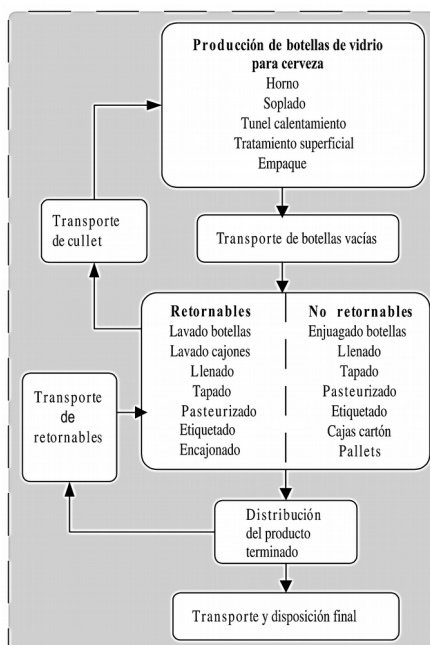 Producción de botellas de vidrio
para cerveza
Horno
Soplado
Tunel calentamiento
Tratamiento superficial
Empaque
Transporte
de cullet
Transporte de botellas vacías
Retornables
Lavado botellas
Lavado cajones
Llenado
Tapado
Pasteurizado
Etiquetado
Encajonado
No retornables
Enjuagado botellas
Llenado
Tapado
Pasteurizado
Etiquetado
Cajas cartón
Pallets
Transporte
de
retornables
Distribución
del producto
terminado
Transporte y disposición final